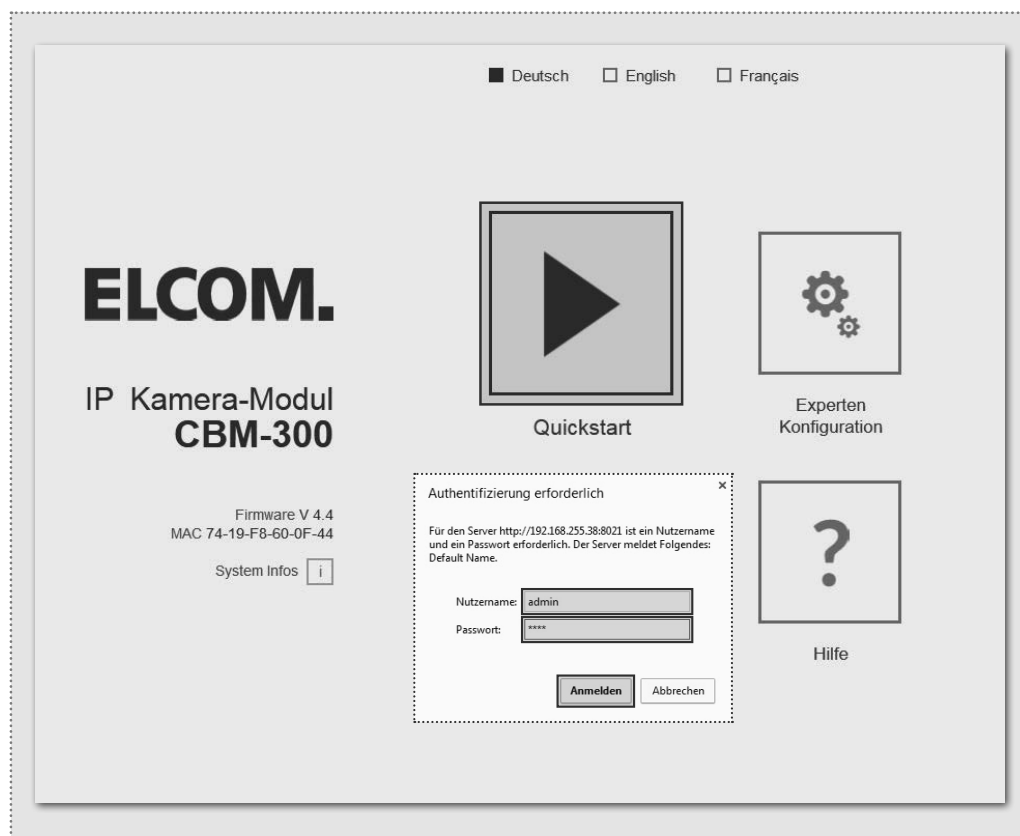 Deutsch English Français
ELCOM.
IP Kamera-Modul
CBM-300
Firmware V 4.4
MAC 74-19-F8-60-0F-44
System Infos i
Quickstart
Experten
Konfiguration
Authentifizierung erforderlich ×
Für den Server http://192.168.255.38:8021 ist ein Nutzername
und ein Passwort erforderlich. Der Server meldet Folgendes:
Default Name.
Nutzername: admin
Passwort: ****
Anmelden Abbrechen
?
Hilfe